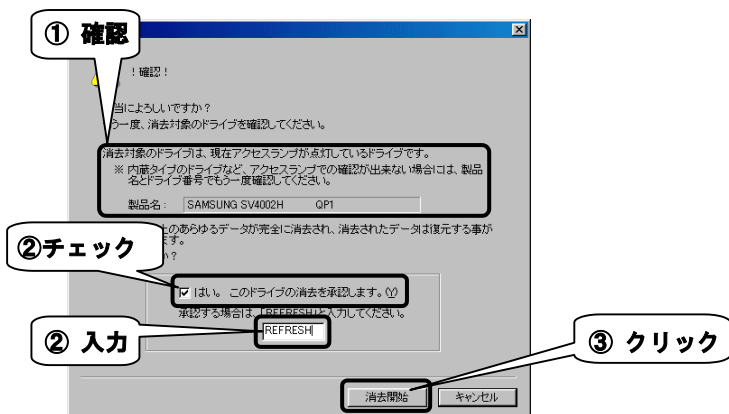 ① 確認
！確認！
当によろしいですか？
う一度、消去対象のドライブを確認してください。
消去対象のドライブは、現在アクセスランプが点灯しているドライブです。
※ 内蔵タイプのドライブなど、アクセスランプでの確認が出来ない場合には、製品
名とドライブ番号でもう一度確認してください。
製品名： SAMSUNG SV4002H QP1
のあらゆるデータが完全に消去され、消去されたデータは復元する事が
ます。
か？
②チェック
はい。 このドライブの消去を承認します。(Y)
承認する場合は、「REFRESH」と入力してください。
② 入力
REFRESH
③ クリック
消去開始
キャンセル